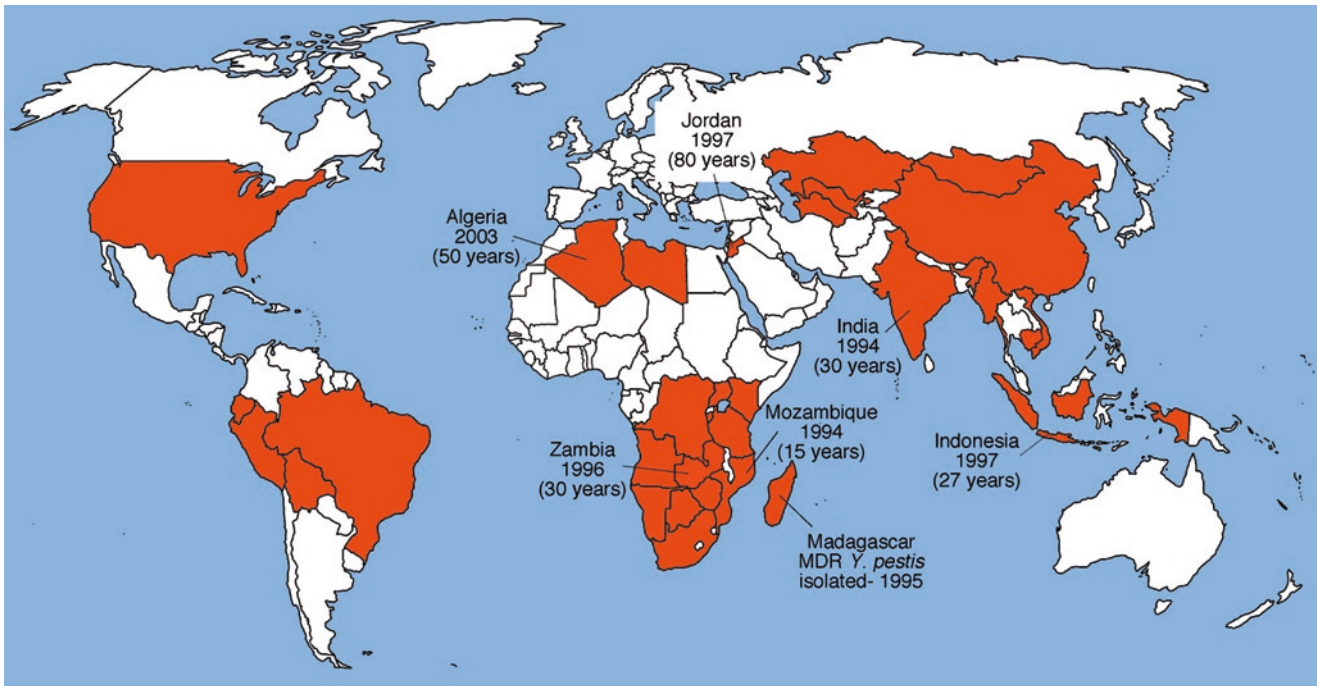 Jordan
1997
(80 years)
Algeria
2003
(50 years)
India
1994
(30 years)
Mozambique
1994
(15 years)
Zambia
1996
(30 years)
Indonesia
1997
(27 years)
Madagascar
MDR Y. pestis
isolated- 1995